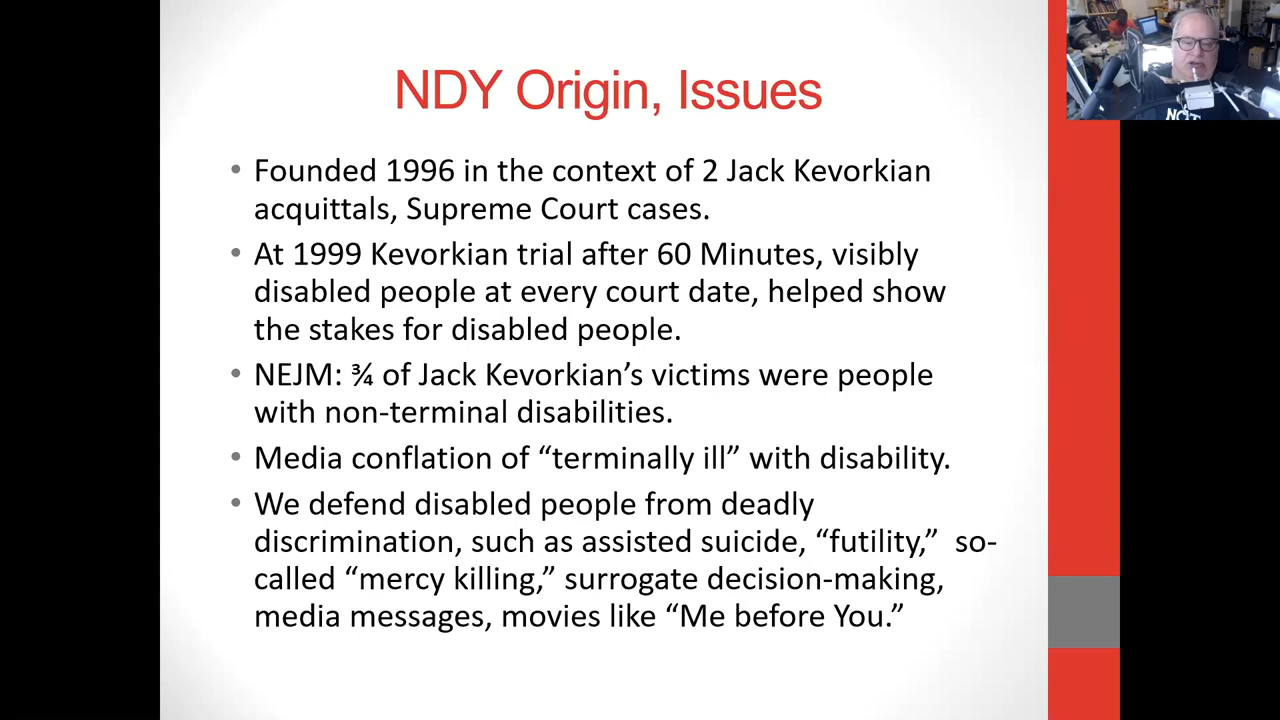 NDY Origin, Issues
• Founded 1996 in the context of 2 Jack Kevorkian
acquittals, Supreme Court cases.
• At 1999 Kevorkian trial after 60 Minutes, visibly
disabled people at every court date, helped show
the stakes for disabled people.
• NEJM: ¾ of Jack Kevorkian’s victims were people
with non-terminal disabilities.
• Media conflation of “terminally ill” with disability.
• We defend disabled people from deadly
discrimination, such as assisted suicide, “futility,”  so-
called “mercy killing,” surrogate decision-making,
media messages, movies like “Me before You.”